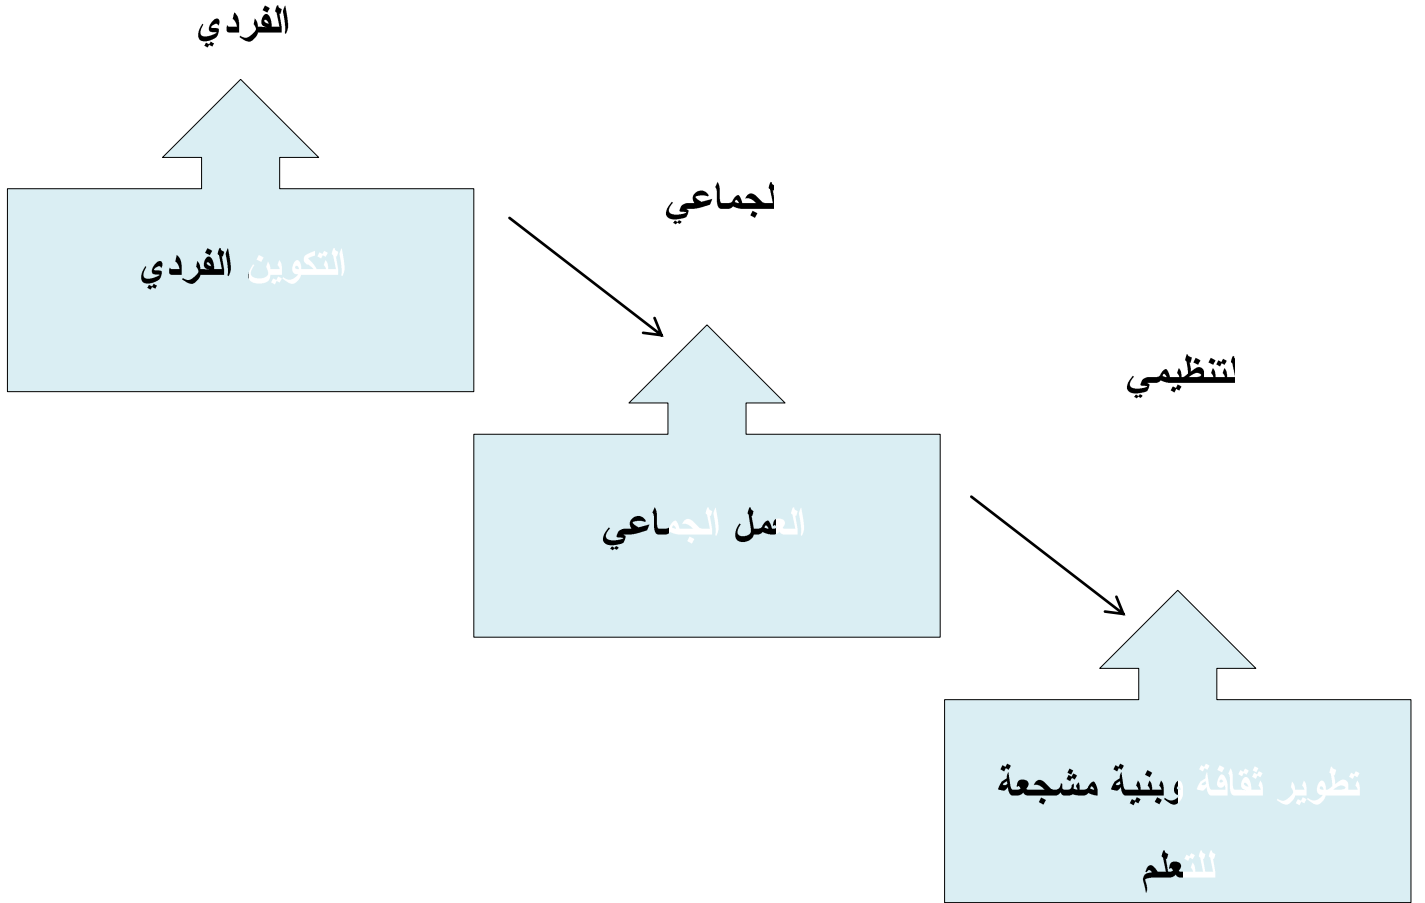 الفردي
التكوين الفردي
لجماعي
العمل الجماعي
لتنظيمي
تطوير ثقافة وبنية مشجعة
للتعلم